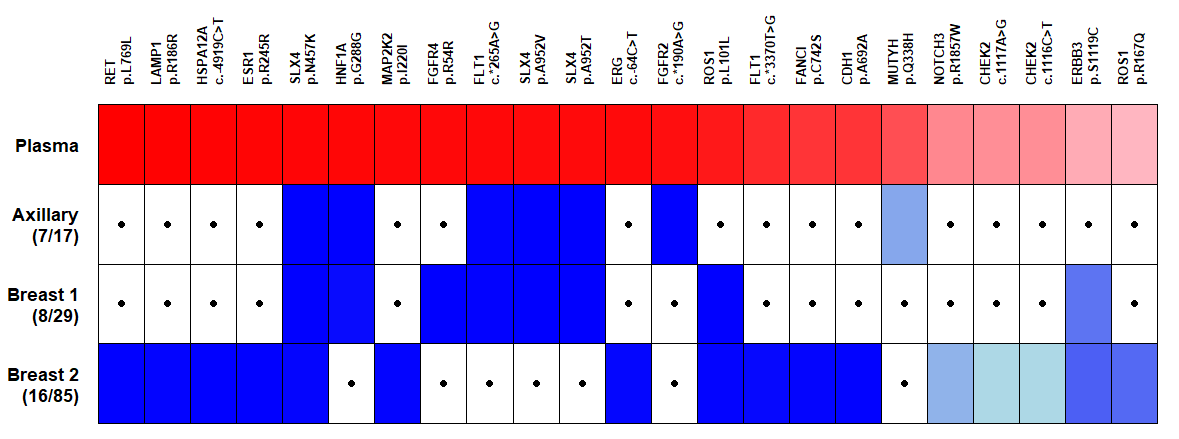 RET
p.L769L
LAMP1
p.R186R
HSPA12A
c.-4919C>T
ESR1
p.R245R
SLX4
p.N457K
HNF1A
p.G288G
MAP2K2
p.I220I
FGFR4
p.R54R
FLT1
c.*265A>G
SLX4
p.A952V
SLX4
p.A952T
ERG
c.-64C>T
FGFR2
c.*190A>G
ROS1
p.L101L
FLT1
c.*3370T>G
FANCI
p.C742S
CDH1
p.A692A
MUTYH
p.Q338H
NOTCH3
p.R1857W
CHEK2
c.1117A>G
CHEK2
c.1116C>T
ERBB3
p.S1119C
ROS1
p.R167Q
Plasma
Axillary
(7/17)
Breast 1
(8/29)
Breast 2
(16/85)